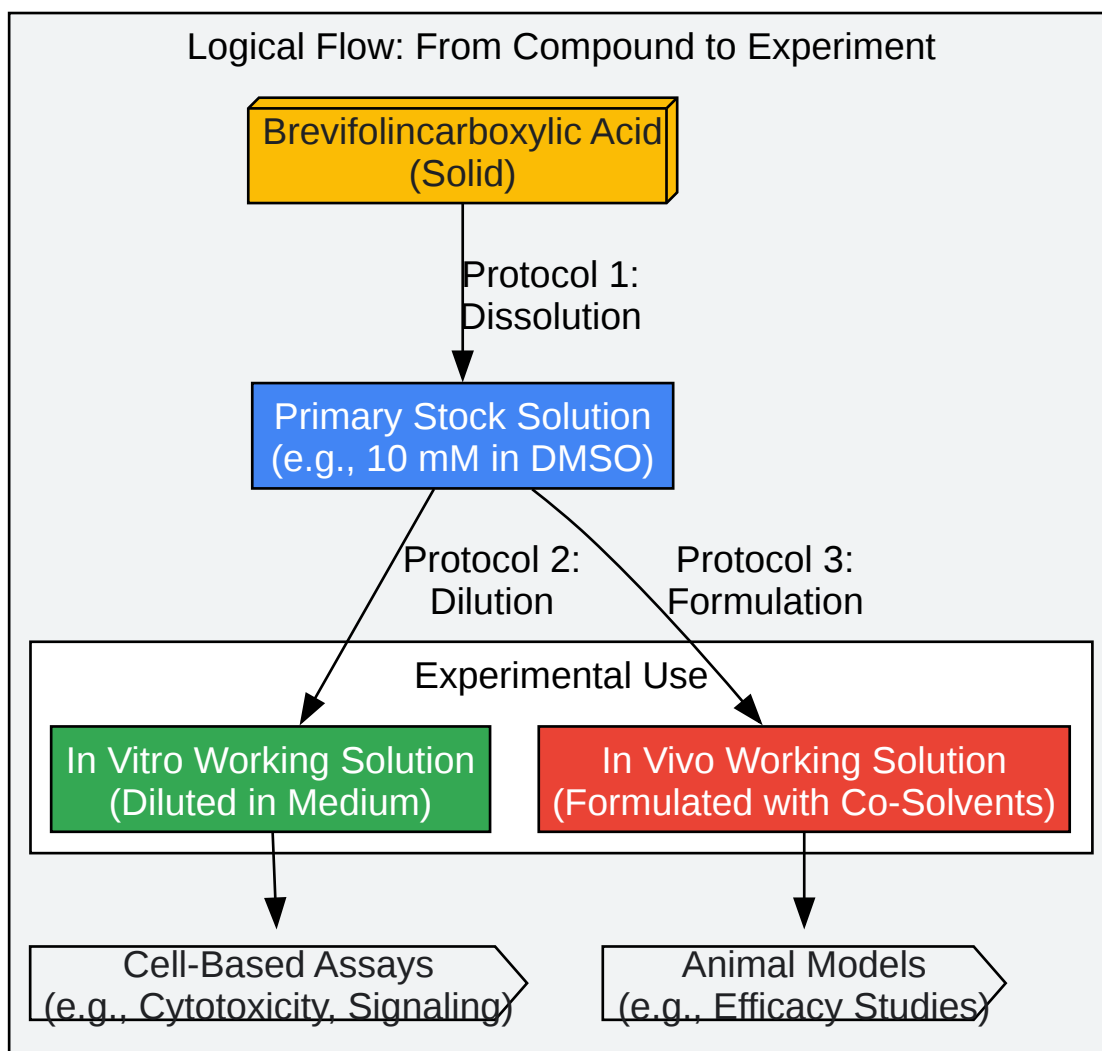 Logical Flow: From Compound to Experiment
Brevifolincarboxylic Acid
(Solid)
Protocol 1:
Dissolution
Primary Stock Solution
(e.g., 10 mM in DMSO)
Protocol 2:
Dilution
Protocol 3:
Formulation
Experimental Use
In Vitro Working Solution
(Diluted in Medium)
In Vivo Working Solution
(Formulated with Co-Solvents)
Cell-Based Assays
(e.g., Cytotoxicity, Signaling)
Animal Models
(e.g., Efficacy Studies)